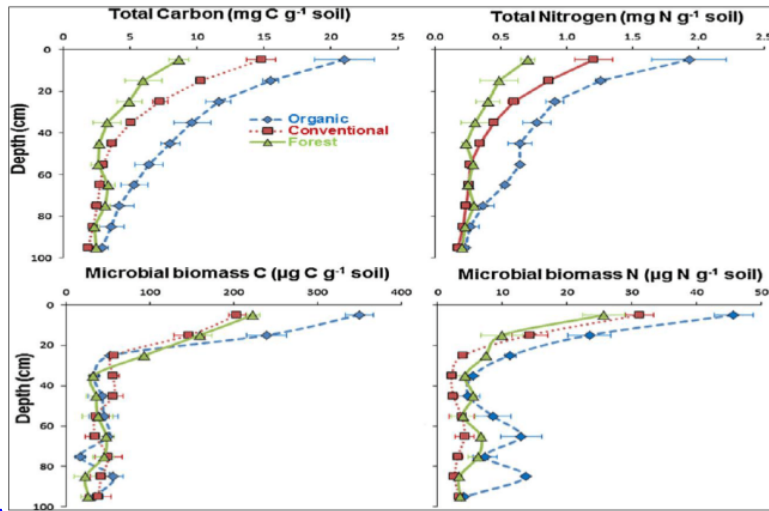 Total Carbon (mg C g⁻¹ soil)
0 5 10 15 20 25
0
20
40
60
80
100
Depth (cm)
Organic
Conventional
Forest
Total Nitrogen (mg N g⁻¹ soil)
0.0 0.5 1.0 1.5 2.0 2.5
Microbial biomass C (µg C g⁻¹ soil)
0 100 200 300 400
0
20
40
60
80
100
Depth (cm)
Microbial biomass N (µg N g⁻¹ soil)
0 10 20 30 40 50